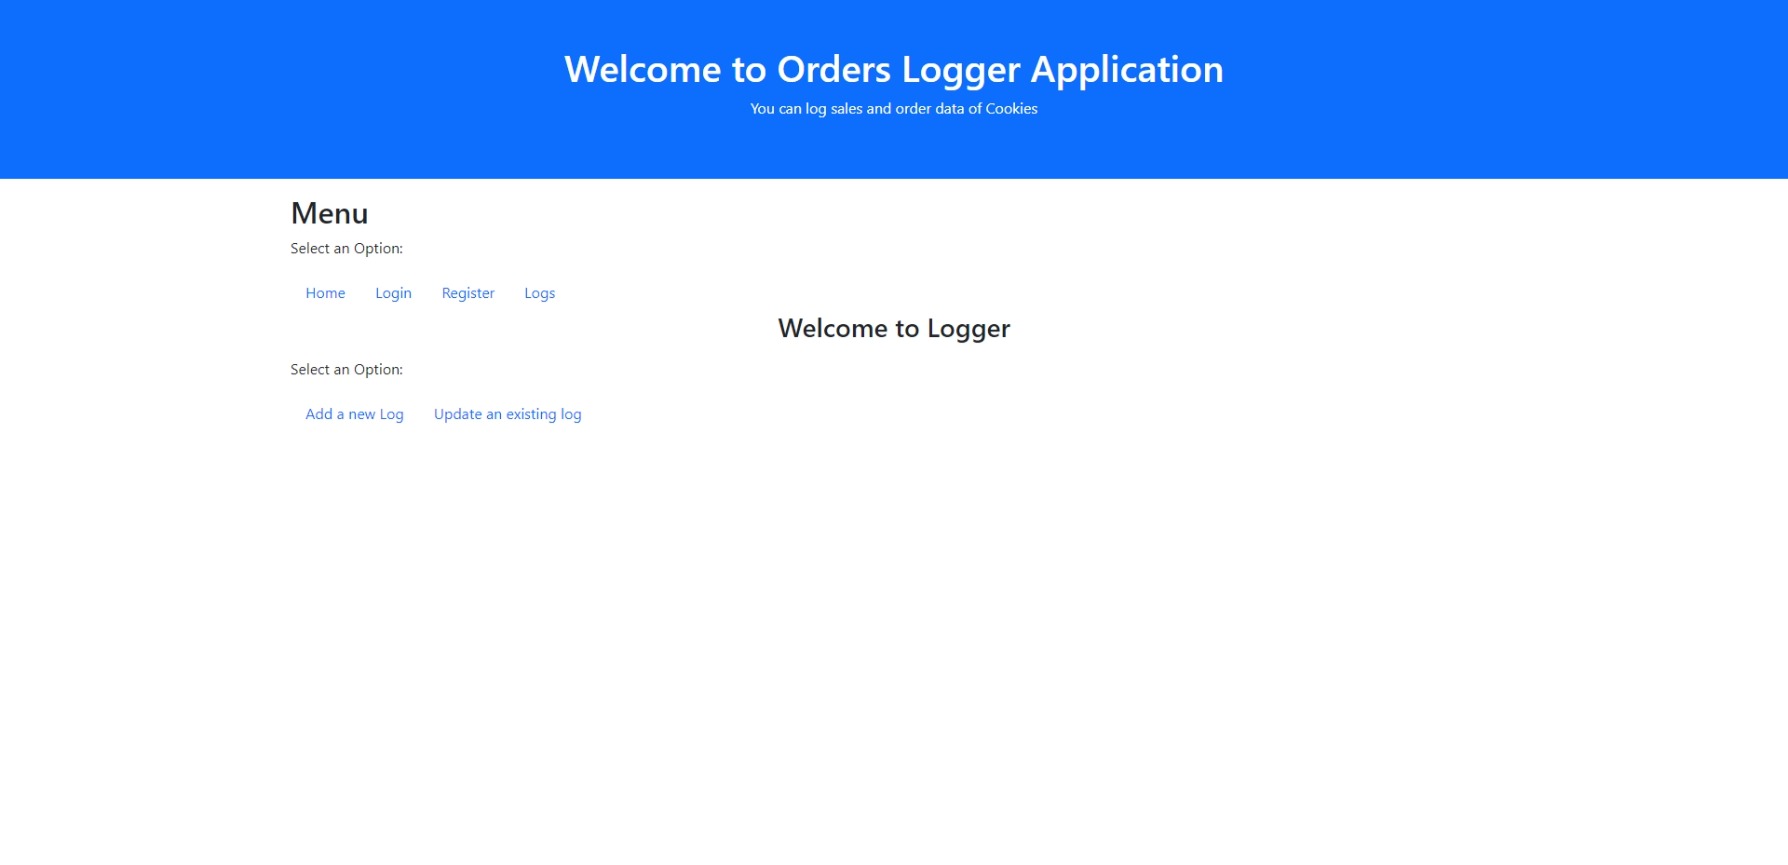 Welcome to Orders Logger Application
You can log sales and order data of Cookies
Menu
Select an Option:
Home Login Register Logs
Welcome to Logger
Select an Option:
Add a new Log Update an existing log